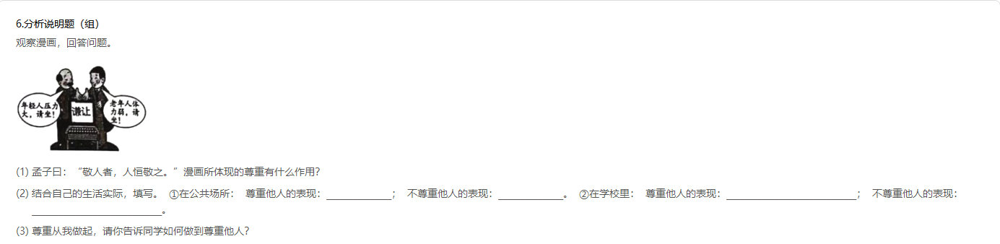 6.分析说明题（组）
观察漫画，回答问题。
年轻人压力
大，请坐！
谦让
老年人体
力弱，请
坐！
(1) 孟子曰：“敬人者，人恒敬之。”漫画所体现的尊重有什么作用？
(2) 结合自己的生活实际，填写。 ①在公共场所： 尊重他人的表现：_____________； 不尊重他人的表现：_____________。 ②在学校里： 尊重他人的表现：__________________________； 不尊重他人的表现：
__________________________。
(3) 尊重从我做起，请你告诉同学如何做到尊重他人？